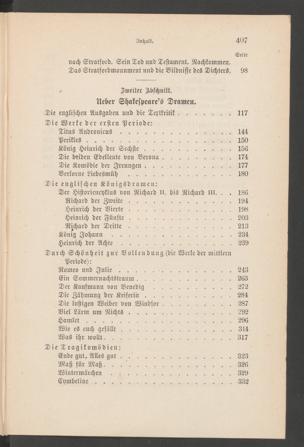 Inhalt. 407
Seite
nach Stratford. Sein Tod und Testament. Nachkommen.
Das Stratfordmonument und die Bildnisse des Dichters. 98
Zweiter Abschnitt.
Ueber Shakespeare's Dramen.
Die englischen Ausgaben und die Textkritik . . . 117
Die Werke der ersten Periode:
Titus Andronicus . . . 144
Perikles . . . 150
König Heinrich der Sechste . . . 156
Die beiden Edelleute von Verona . . . 174
Die Komödie der Irrungen . . . 177
Verlorne Liebesmüh . . . 180
Die englischen Königsdramen:
Der Historiencyklus von Richard II. bis Richard III. . . 186
Richard der Zweite . . . 194
Heinrich der Vierte . . . 198
Heinrich der Fünfte . . . 203
Richard der Dritte . . . 213
König Johann . . . 234
Heinrich der Achte . . . 239
Durch Schönheit zur Vollendung (die Werke der mittlern
Periode):
Romeo und Julie . . . 243
Ein Sommernachtstraum . . . 263
Der Kaufmann von Venedig . . . 272
Die Zähmung der Keiferin . . . 284
Die lustigen Weiber von Windsor . . . 287
Viel Lärm um Nichts . . . 292
Hamlet . . . 296
Wie es euch gefällt . . . 314
Was ihr wollt . . . 317
Die Tragikomödien:
Ende gut, Alles gut . . . 323
Maß für Maß . . . 326
Wintermärchen . . . 329
Cymbeline . . . 332